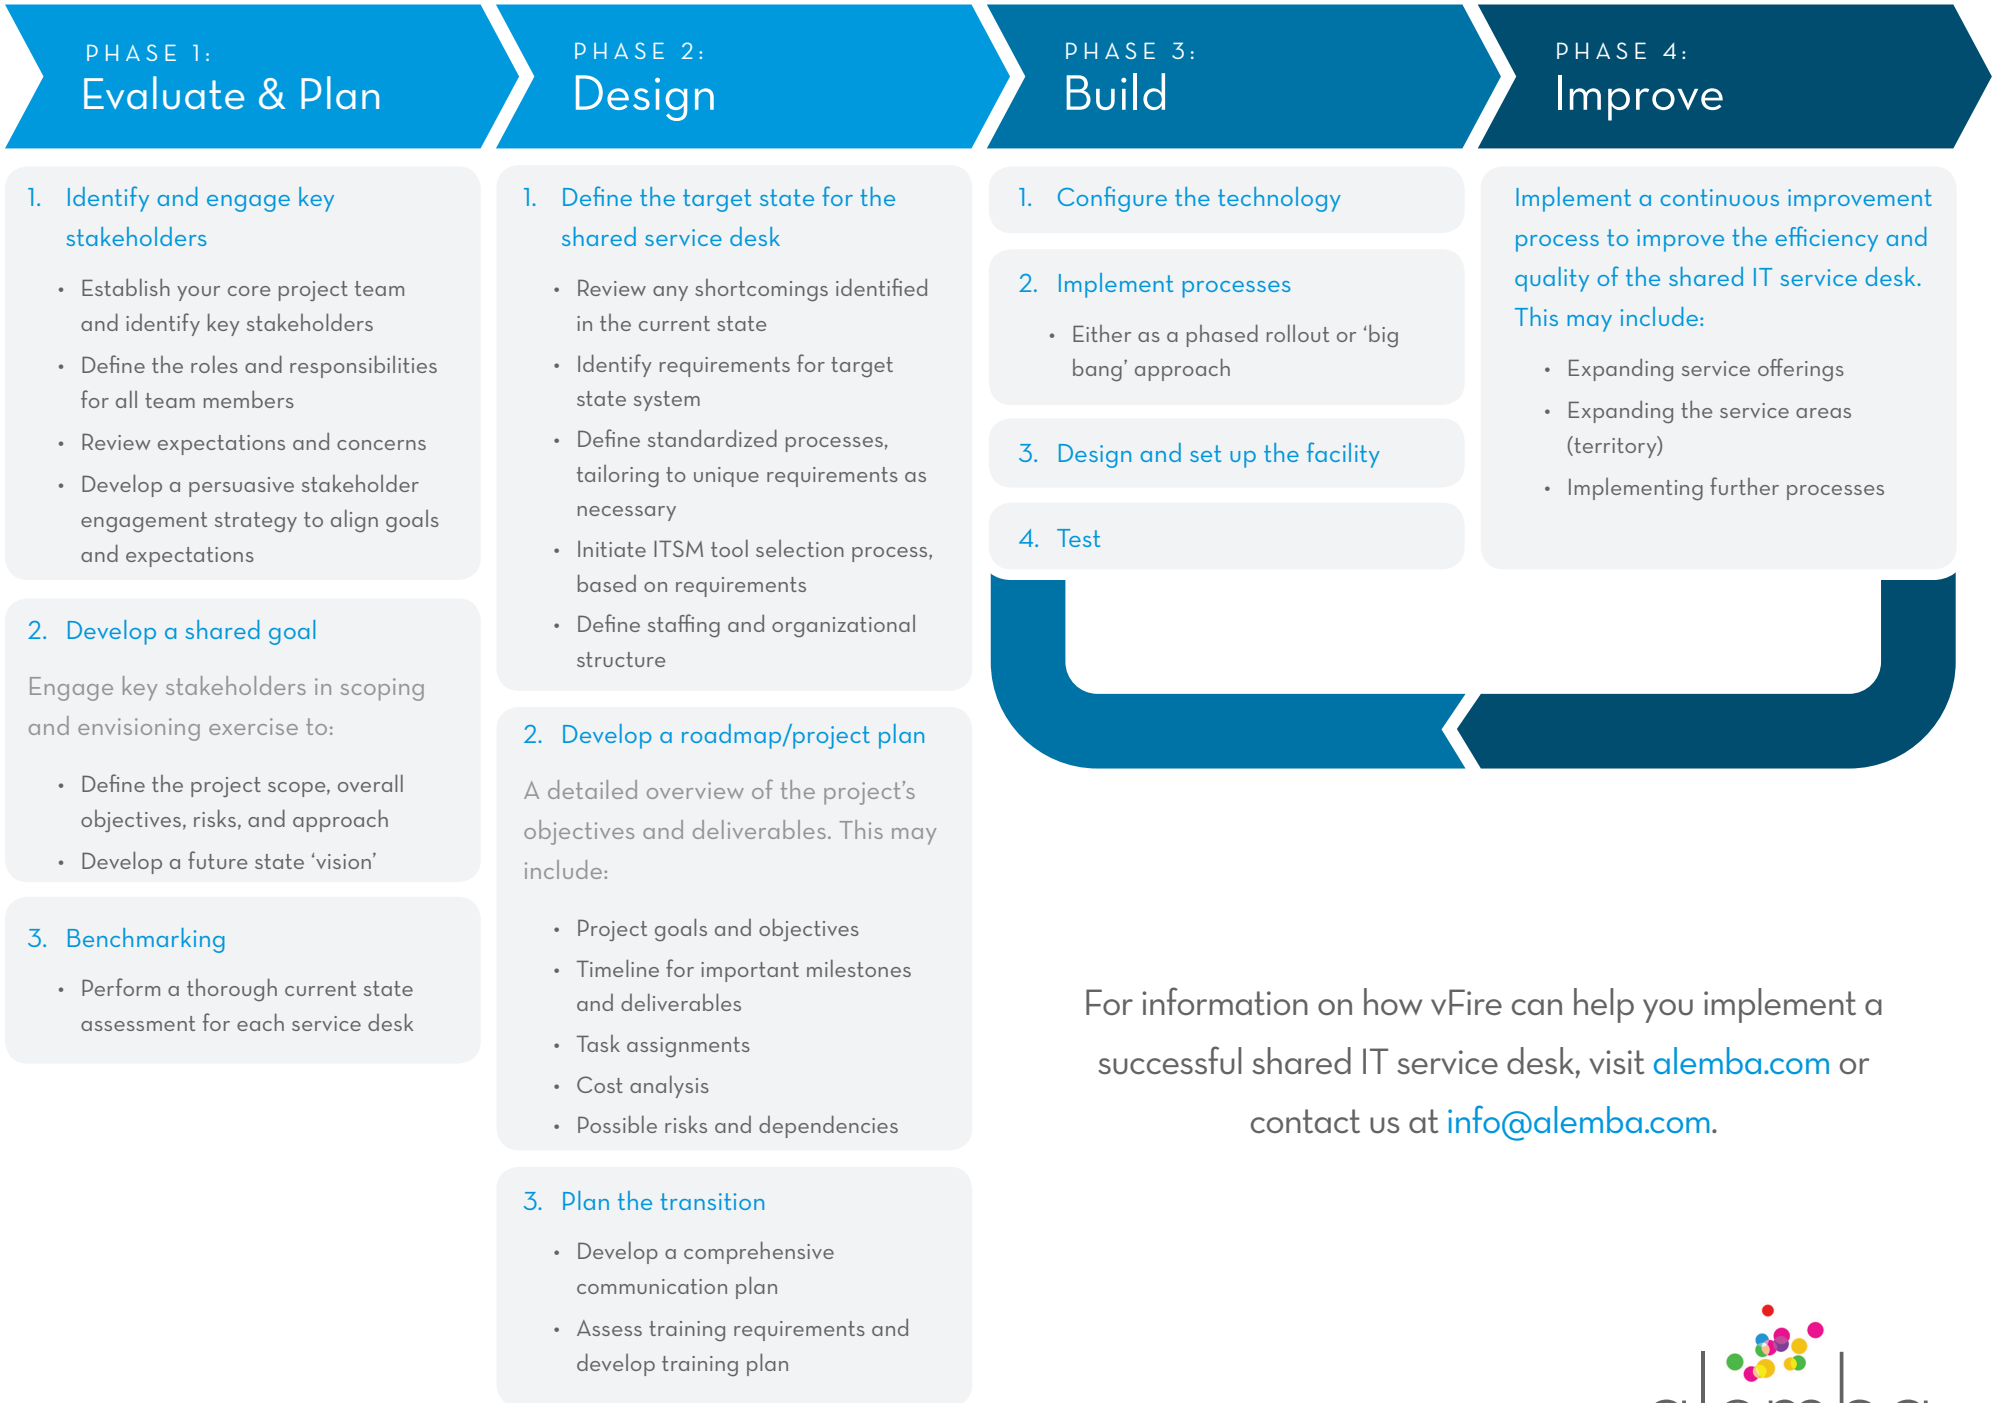 PHASE 1:
Evaluate & Plan
1. Identify and engage key
stakeholders
• Establish your core project team
and identify key stakeholders
• Define the roles and responsibilities
for all team members
• Review expectations and concerns
• Develop a persuasive stakeholder
engagement strategy to align goals
and expectations
2. Develop a shared goal
Engage key stakeholders in scoping
and envisioning exercise to:
• Define the project scope, overall
objectives, risks, and approach
• Develop a future state ‘vision’
3. Benchmarking
• Perform a thorough current state
assessment for each service desk
PHASE 2:
Design
1. Define the target state for the
shared service desk
• Review any shortcomings identified
in the current state
• Identify requirements for target
state system
• Define standardized processes,
tailoring to unique requirements as
necessary
• Initiate ITSM tool selection process,
based on requirements
• Define staffing and organizational
structure
2. Develop a roadmap/project plan
A detailed overview of the project’s
objectives and deliverables. This may
include:
• Project goals and objectives
• Timeline for important milestones
and deliverables
• Task assignments
• Cost analysis
• Possible risks and dependencies
3. Plan the transition
• Develop a comprehensive
communication plan
• Assess training requirements and
develop training plan
PHASE 3:
Build
1. Configure the technology
2. Implement processes
• Either as a phased rollout or ‘big
bang’ approach
3. Design and set up the facility
4. Test
PHASE 4:
Improve
Implement a continuous improvement
process to improve the efficiency and
quality of the shared IT service desk.
This may include:
• Expanding service offerings
• Expanding the service areas
(territory)
• Implementing further processes
For information on how vFire can help you implement a
successful shared IT service desk, visit alemba.com or
contact us at info@alemba.com.
alemba